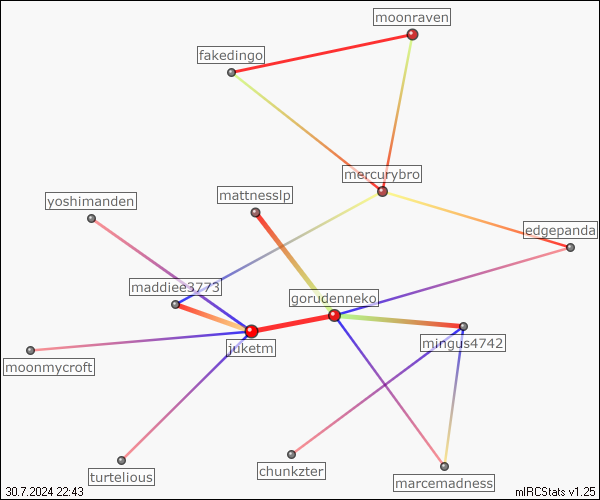 moonraven
fakedingo
mercurybro
mattnesslp
yoshimanden
edgepanda
maddiee3773
gorudenneko
mingus4742
juketm
moonmycroft
turtelious
chunkzter
marcemadness
30.7.2024 22:43
mIRCStats v1.25